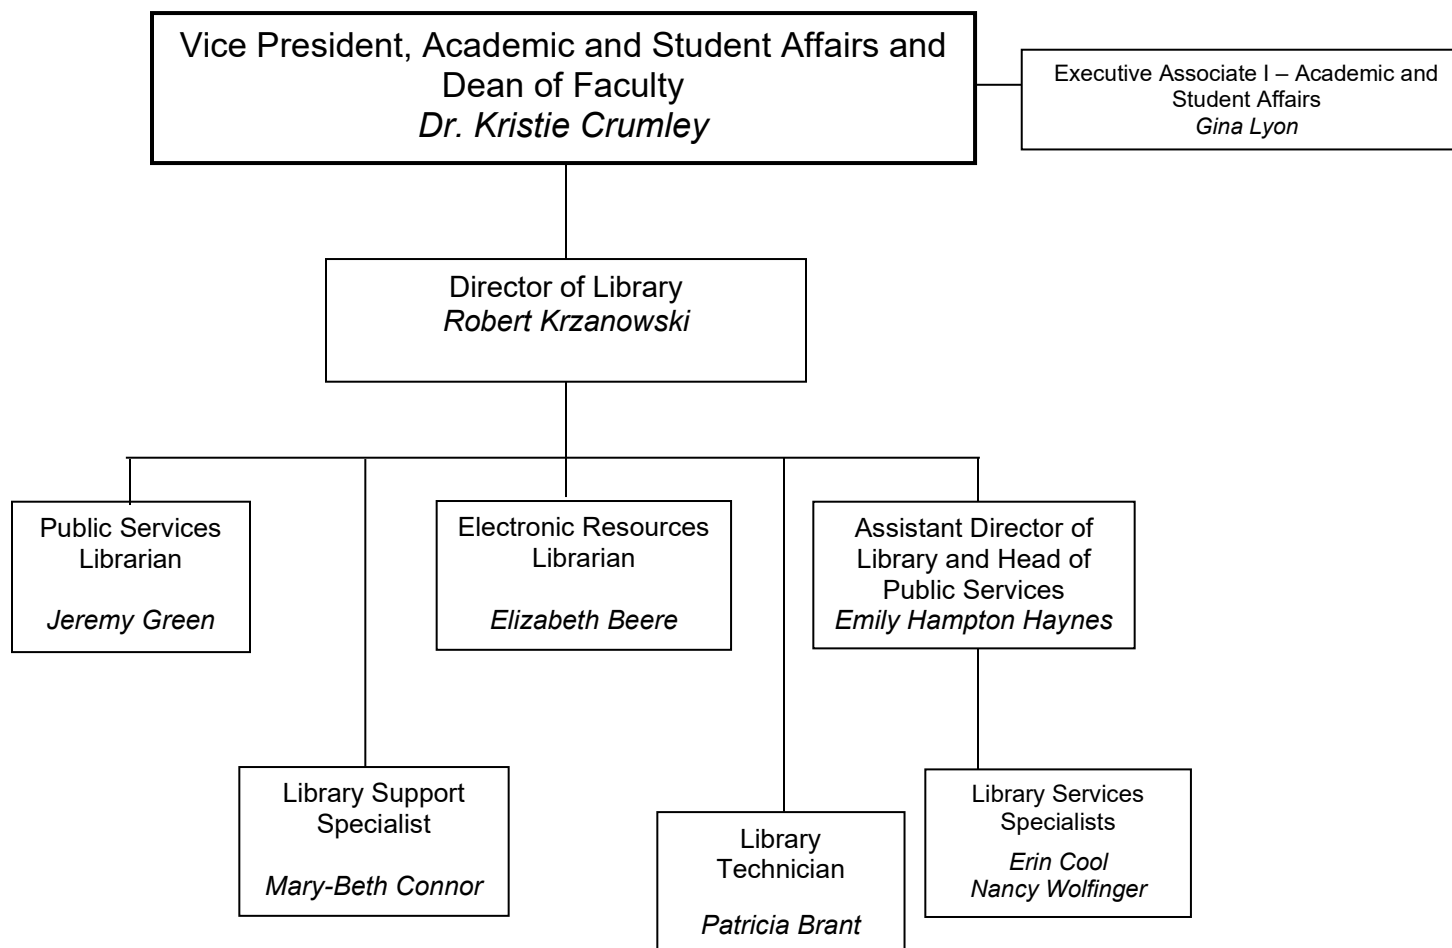 Vice President, Academic and Student Affairs and
Dean of Faculty
Dr. Kristie Crumley
Executive Associate I – Academic and
Student Affairs
Gina Lyon
Director of Library
Robert Krzanowski
Public Services
Librarian
Jeremy Green
Electronic Resources
Librarian
Elizabeth Beere
Assistant Director of
Library and Head of
Public Services
Emily Hampton Haynes
Library Support
Specialist
Mary-Beth Connor
Library
Technician
Patricia Brant
Library Services
Specialists
Erin Cool
Nancy Wolfinger